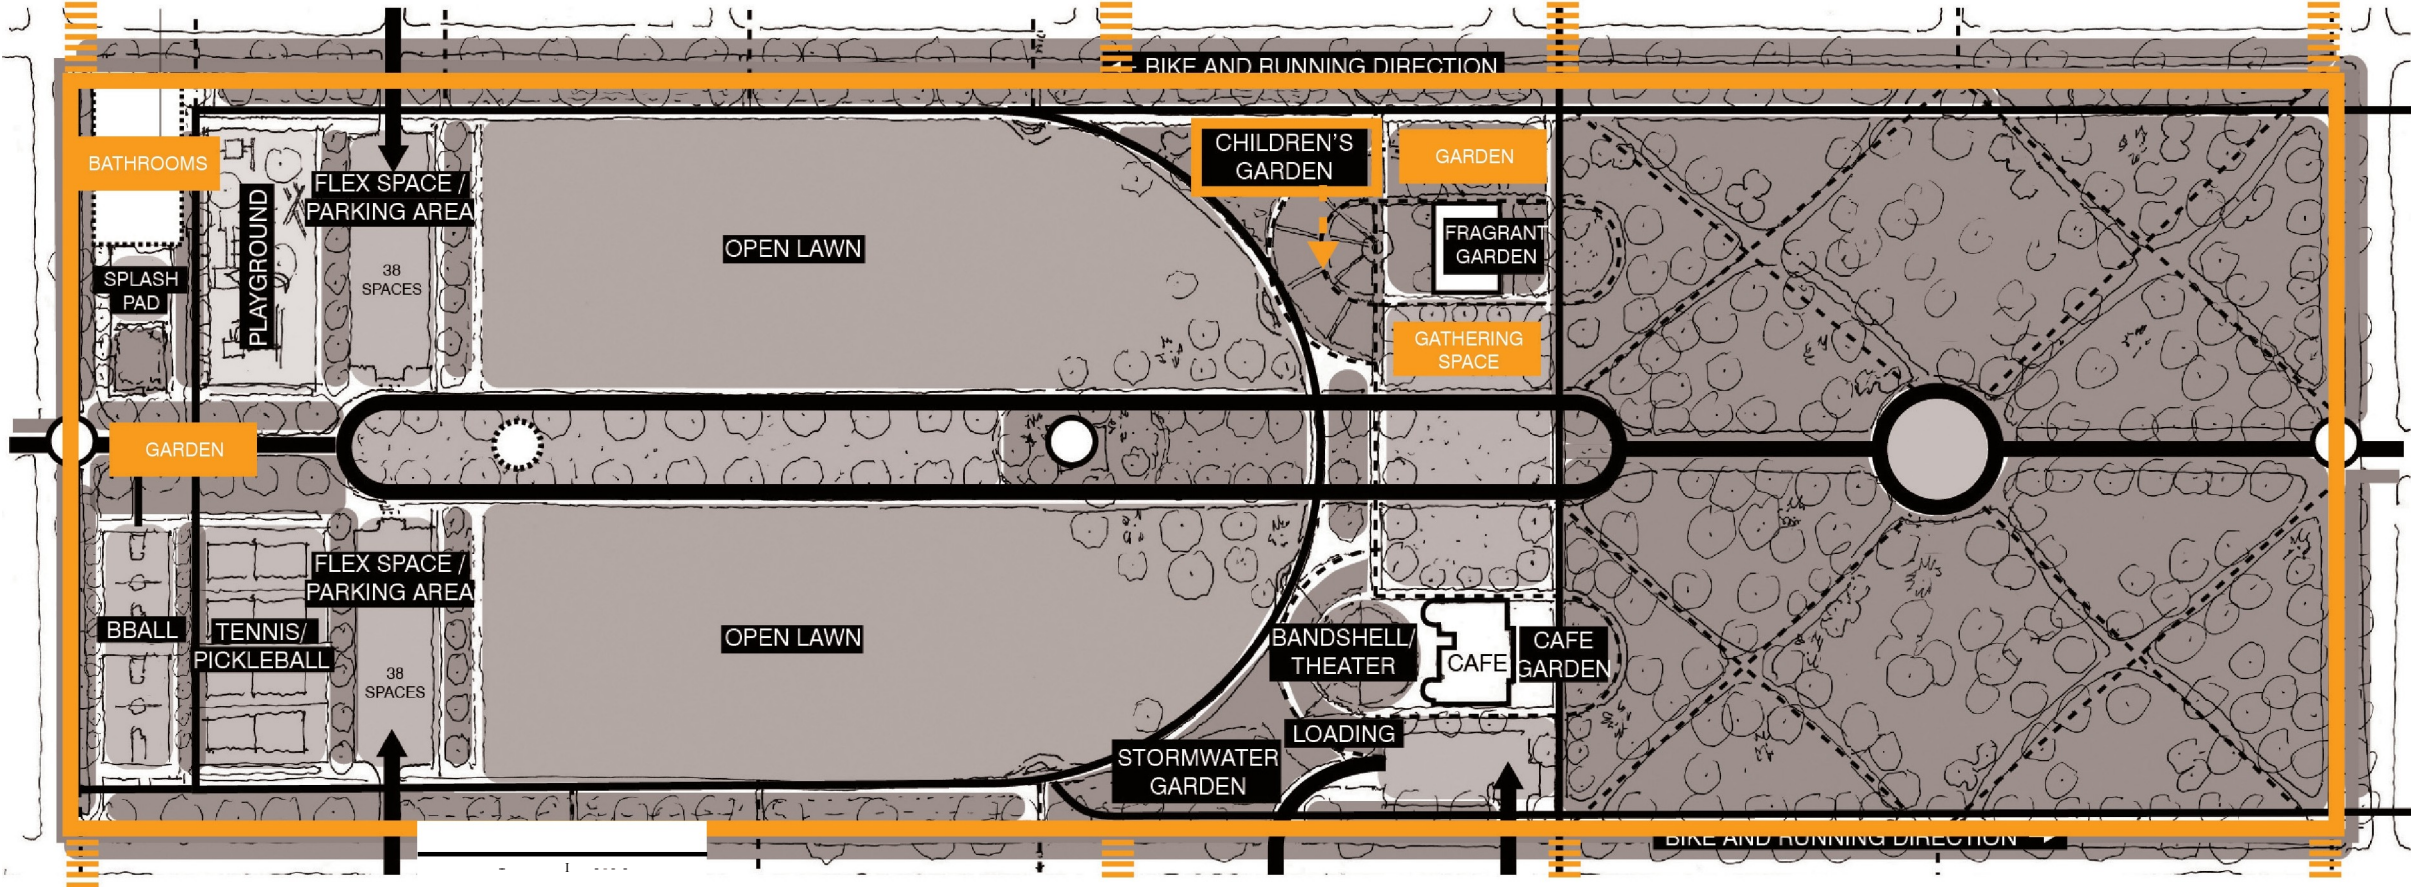 ← BIKE AND RUNNING DIRECTION
BATHROOMS
PLAYGROUND
FLEX SPACE /
PARKING AREA
38
SPACES
SPLASH
PAD
OPEN LAWN
CHILDREN'S
GARDEN
GARDEN
FRAGRANT
GARDEN
GATHERING
SPACE
GARDEN
BBALL
TENNIS/
PICKLEBALL
FLEX SPACE /
PARKING AREA
38
SPACES
OPEN LAWN
BANDSHELL/
THEATER
CAFE
CAFE
GARDEN
LOADING
STORMWATER
GARDEN
BIKE AND RUNNING DIRECTION →